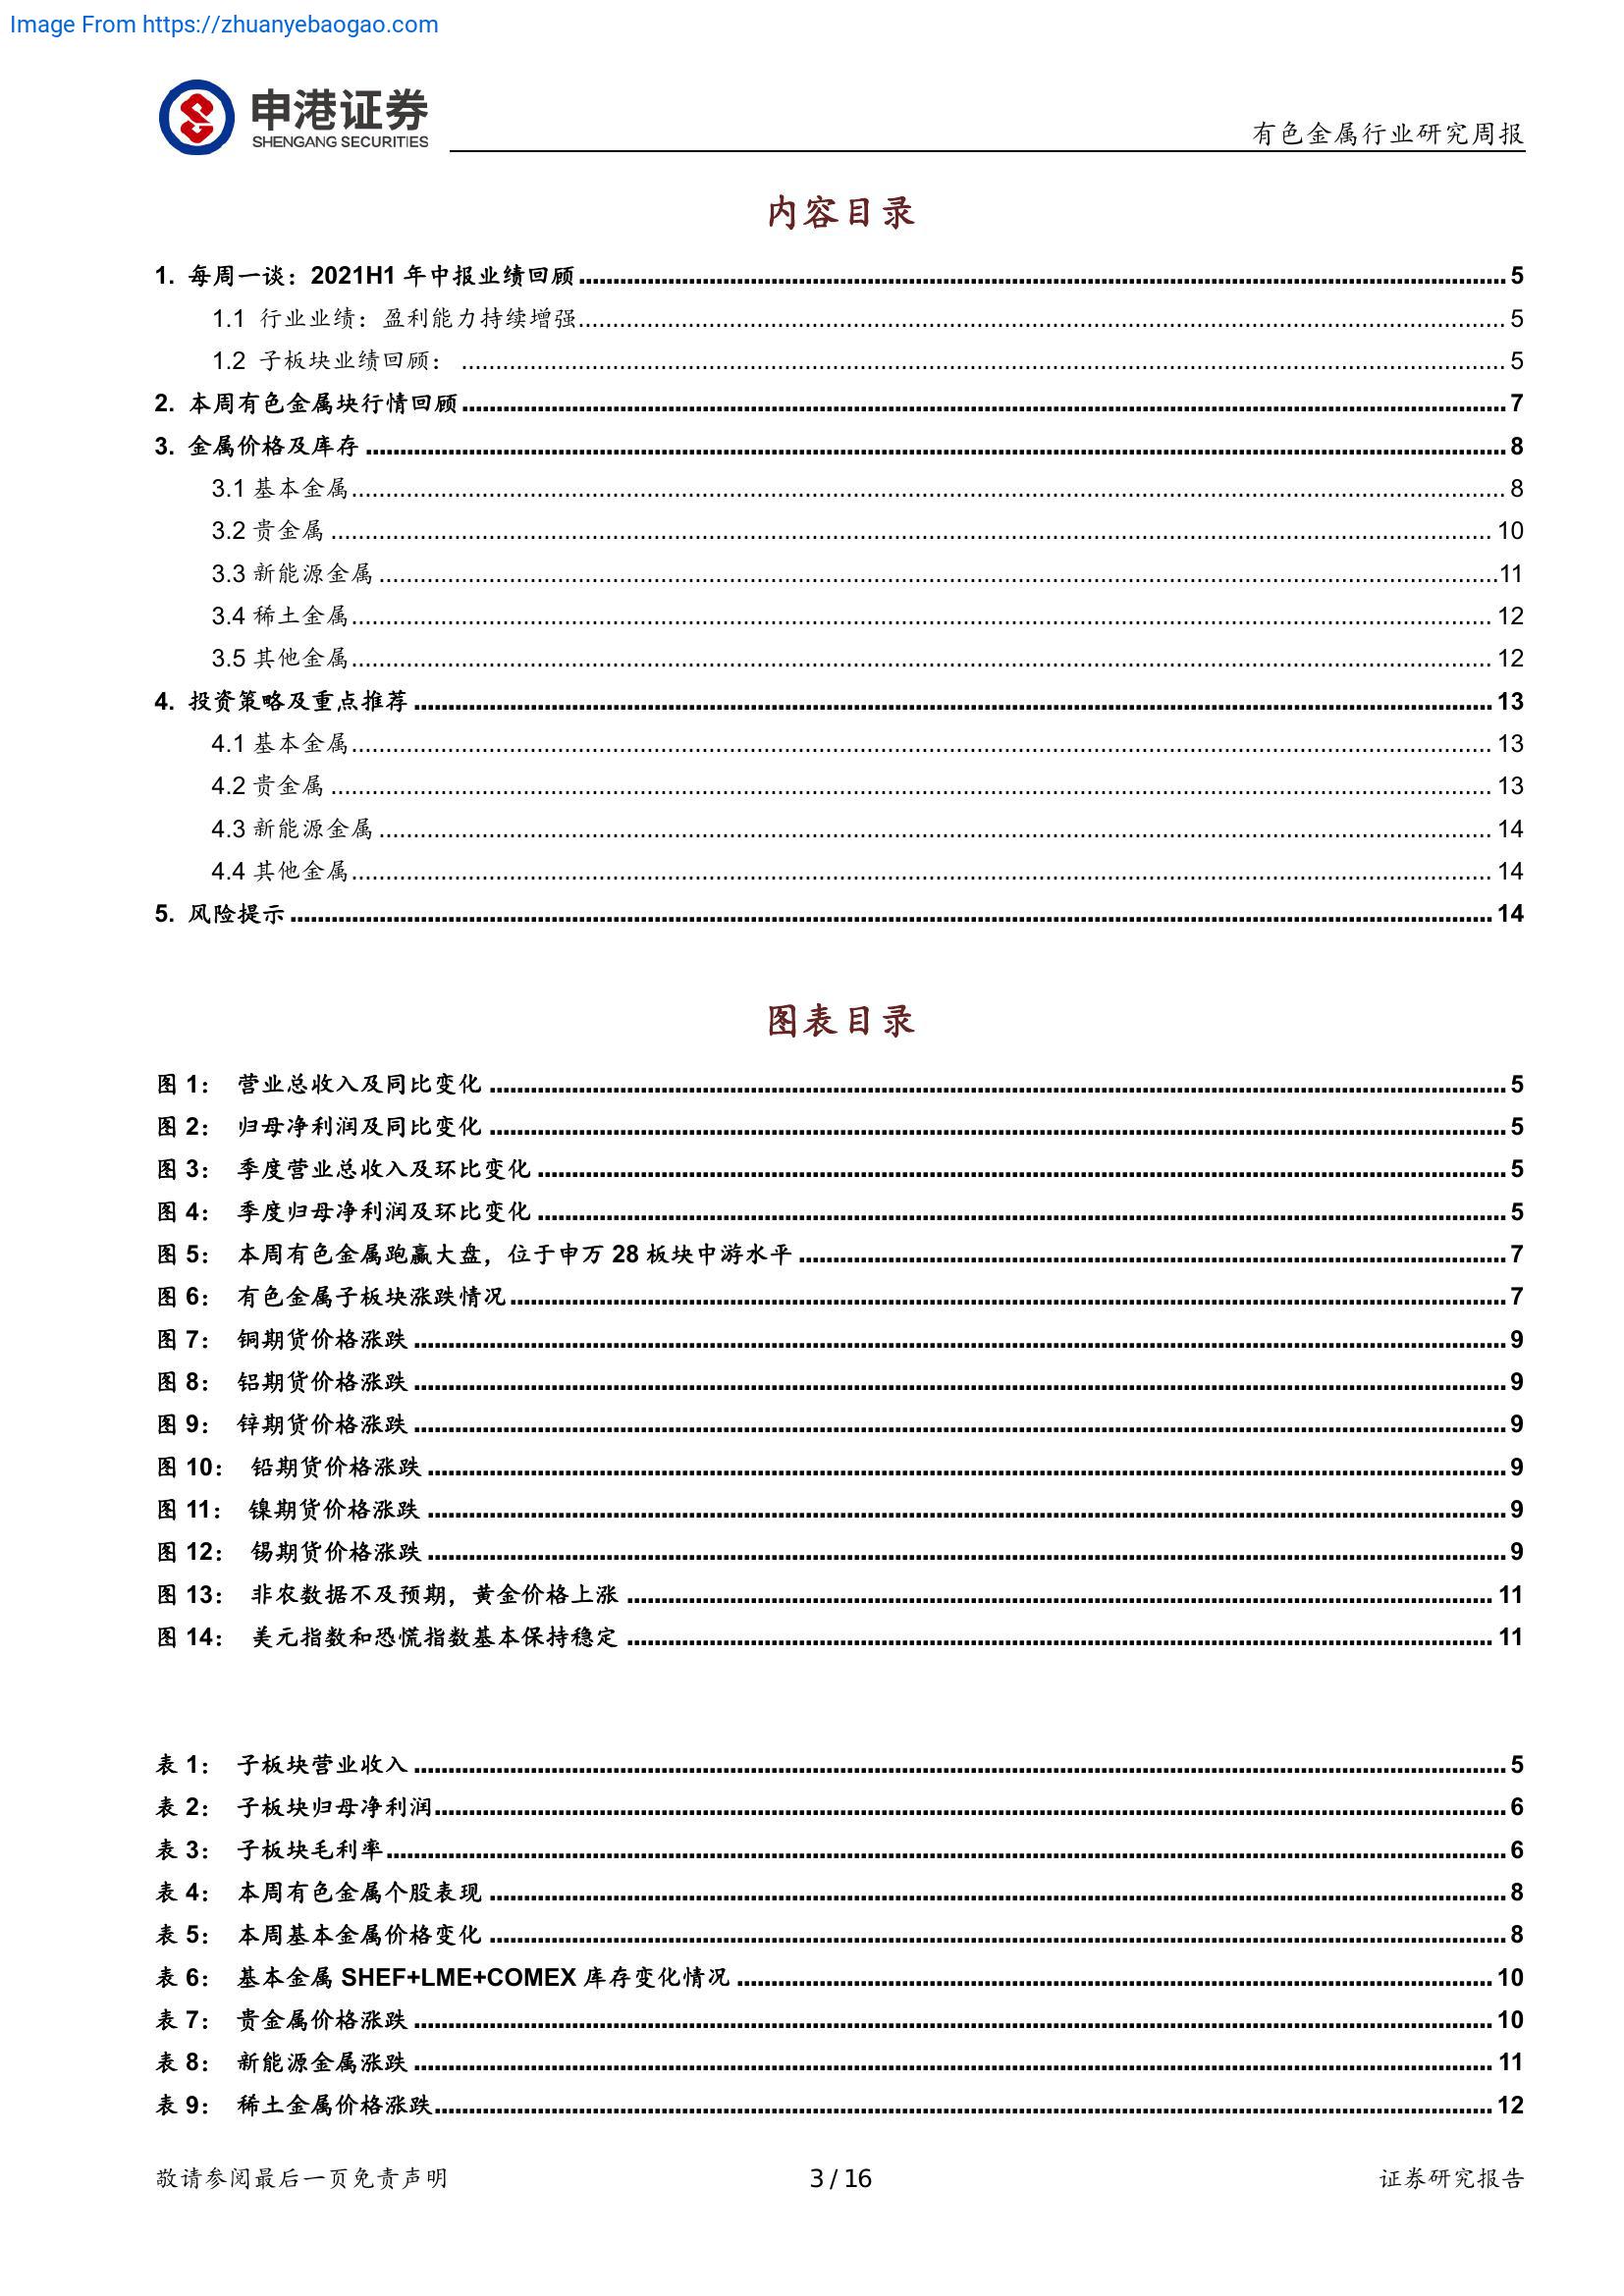 Image From https://zhuanyebaogao.com
申港证券
SHENGANG SECURITIES
有色金属行业研究周报
内容目录
1. 每周一谈：2021H1 年中报业绩回顾 5
1.1 行业业绩：盈利能力持续增强 5
1.2 子板块业绩回顾： 5
2. 本周有色金属块行情回顾 7
3. 金属价格及库存 8
3.1 基本金属 8
3.2 贵金属 10
3.3 新能源金属 11
3.4 稀土金属 12
3.5 其他金属 12
4. 投资策略及重点推荐 13
4.1 基本金属 13
4.2 贵金属 13
4.3 新能源金属 14
4.4 其他金属 14
5. 风险提示 14
图表目录
图 1： 营业总收入及同比变化 5
图 2： 归母净利润及同比变化 5
图 3： 季度营业总收入及环比变化 5
图 4： 季度归母净利润及环比变化 5
图 5： 本周有色金属跑赢大盘，位于申万 28 板块中游水平 7
图 6： 有色金属子板块涨跌情况 7
图 7： 铜期货价格涨跌 9
图 8： 铝期货价格涨跌 9
图 9： 锌期货价格涨跌 9
图 10： 铅期货价格涨跌 9
图 11： 镍期货价格涨跌 9
图 12： 锡期货价格涨跌 9
图 13： 非农数据不及预期，黄金价格上涨 11
图 14： 美元指数和恐慌指数基本保持稳定 11
表 1： 子板块营业收入 5
表 2： 子板块归母净利润 6
表 3： 子板块毛利率 6
表 4： 本周有色金属个股表现 8
表 5： 本周基本金属价格变化 8
表 6： 基本金属 SHEF+LME+COMEX 库存变化情况 10
表 7： 贵金属价格涨跌 10
表 8： 新能源金属涨跌 11
表 9： 稀土金属价格涨跌 12
敬请参阅最后一页免责声明 3 / 16 证券研究报告